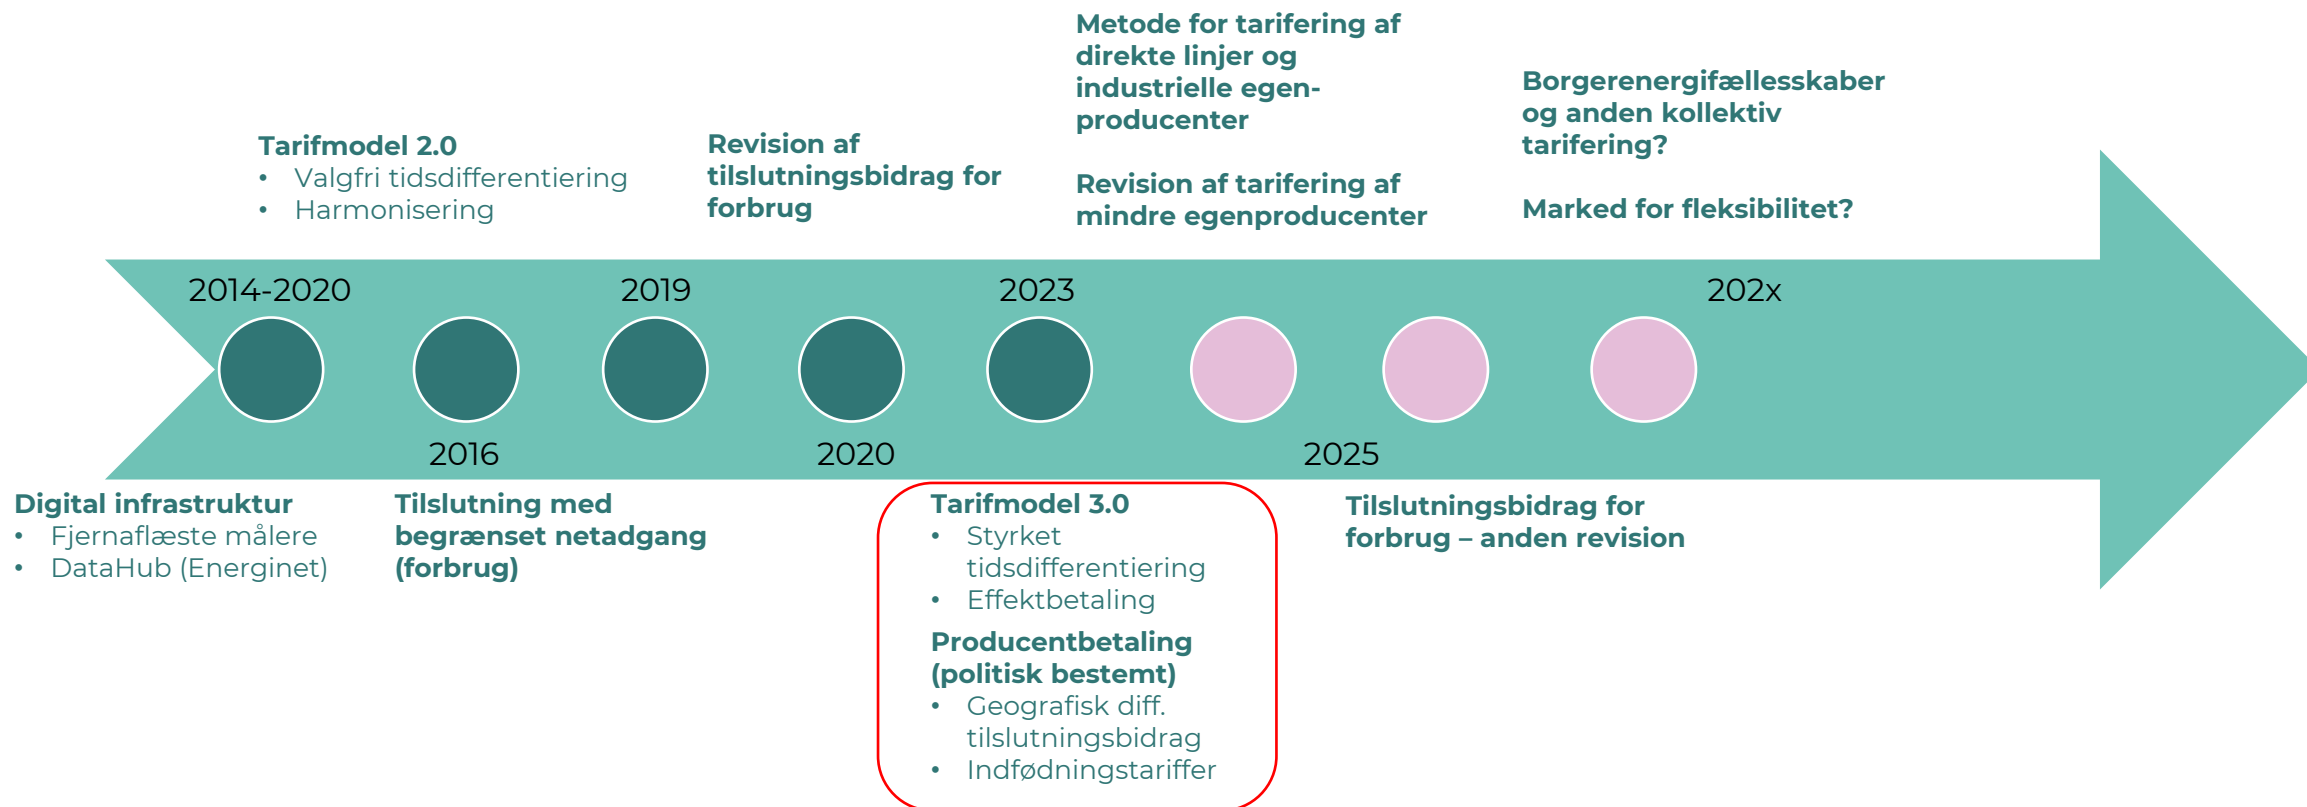 Metode for tarifering af
direkte linjer og
industrielle egen-
producenter
Revision af tarifering af
mindre egenproducenter
Borgerenergifællesskaber
og anden kollektiv
tarifering?
Marked for fleksibilitet?
Tarifmodel 2.0
• Valgfri tidsdifferentiering
• Harmonisering
Revision af
tilslutningsbidrag for
forbrug
2014-2020
2019
2023
202x
2016
2020
2025
Digital infrastruktur
• Fjernaflæste målere
• DataHub (Energinet)
Tilslutning med
begrænset netadgang
(forbrug)
Tarifmodel 3.0
• Styrket
tidsdifferentiering
• Effektbetaling
Producentbetaling
(politisk bestemt)
• Geografisk diff.
tilslutningsbidrag
• Indfødningstariffer
Tilslutningsbidrag for
forbrug – anden revision